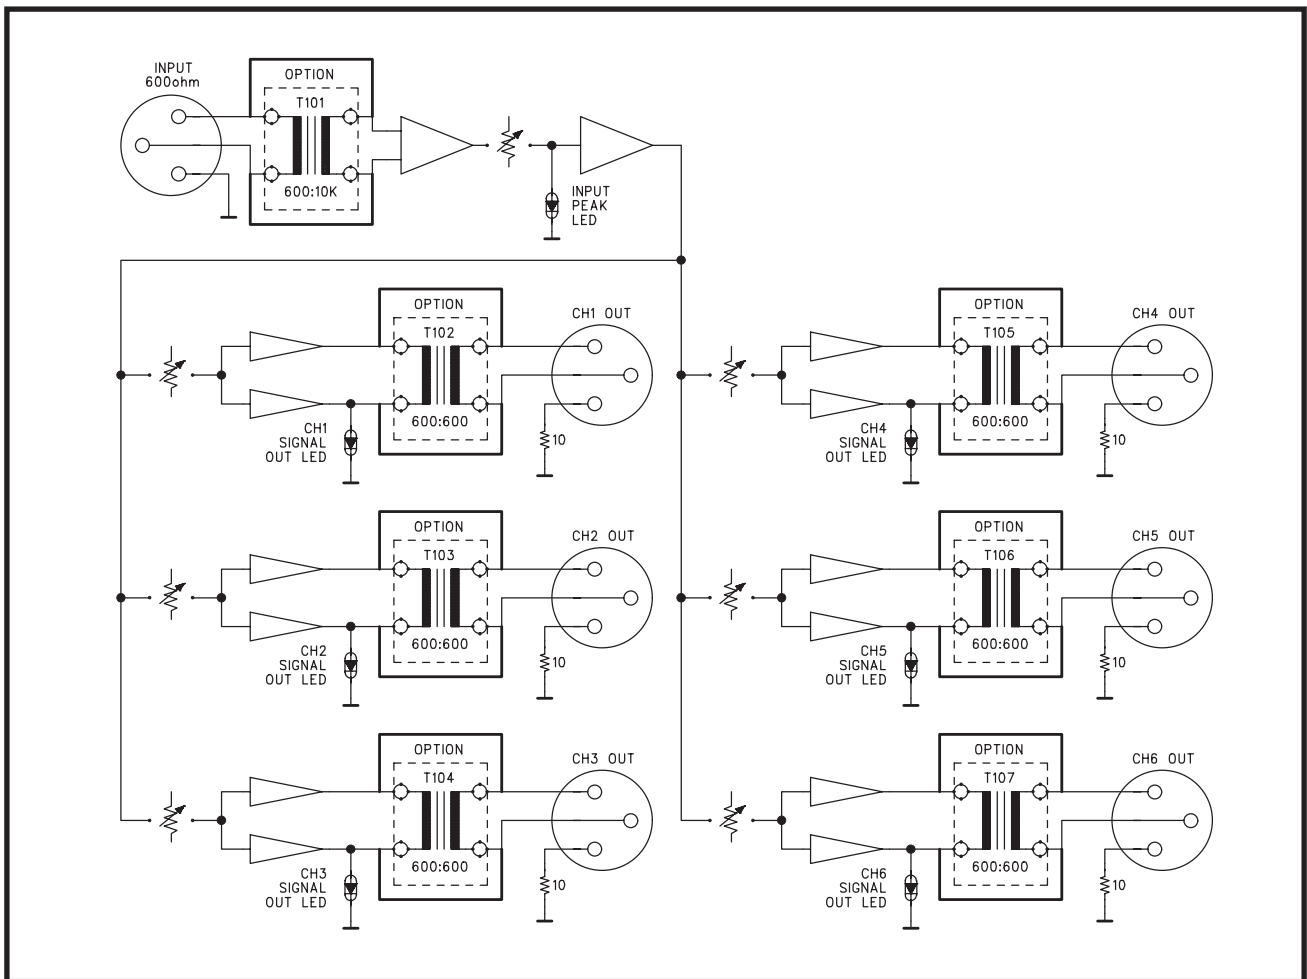 INPUT
600ohm
OPTION
T101
600:10K
INPUT
PEAK
LED
OPTION
T102
600:600
CH1 OUT
CH1
SIGNAL
OUT LED
10
OPTION
T105
600:600
CH4 OUT
CH4
SIGNAL
OUT LED
10
OPTION
T103
600:600
CH2 OUT
CH2
SIGNAL
OUT LED
10
OPTION
T106
600:600
CH5 OUT
CH5
SIGNAL
OUT LED
10
OPTION
T104
600:600
CH3 OUT
CH3
SIGNAL
OUT LED
10
OPTION
T107
600:600
CH6 OUT
CH6
SIGNAL
OUT LED
10